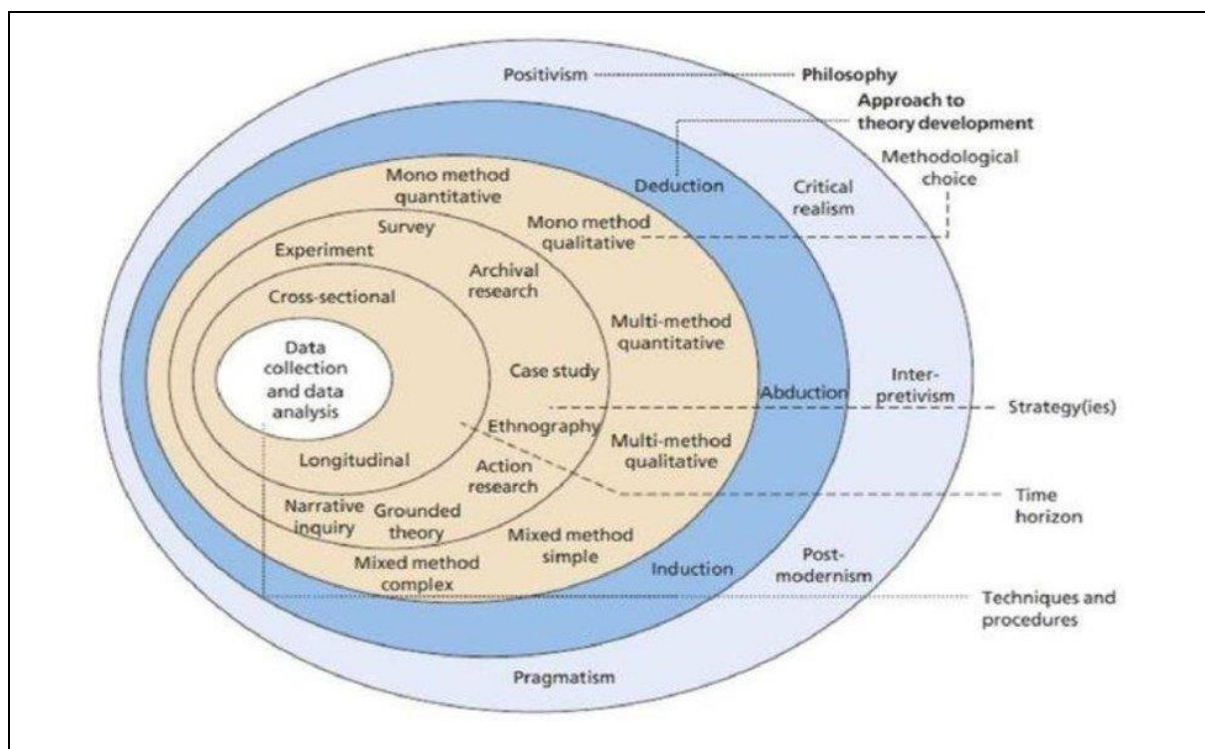 Positivism
Philosophy
Approach to
theory development
Methodological
choice
Mono method
quantitative
Deduction
Critical
realism
Survey
Mono method
qualitative
Experiment
Archival
research
Cross-sectional
Multi-method
quantitative
Data
collection
and data
analysis
Case study
Abduction
Inter-
pretivism
Strategy(ies)
Ethnography
Multi-method
qualitative
Longitudinal
Action
research
Time
horizon
Narrative
inquiry
Grounded
theory
Mixed method
simple
Mixed method
complex
Induction
Post-
modernism
Techniques and
procedures
Pragmatism